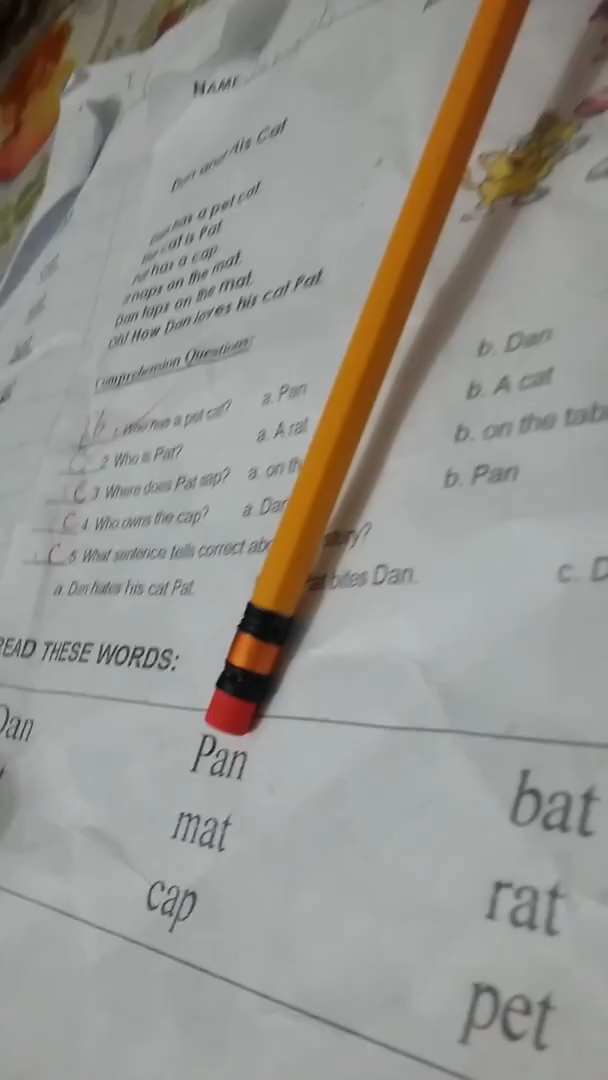 NAME
Dan and His Cat
has a pet cat.
cat is Pat.
has a cap.
naps on the mat.
Dan taps on the mat.
Oh! How Dan loves his cat Pat.
Comprehension Questions:
b 1. Who has a pet cat? a. Pan b. Dan
C 2. Who is Pat? a. A rat b. A cat
C 3. Where does Pat nap? a. on th b. on the tab
C 4. Who owns the cap? a. Dan b. Pan
C 5. What sentence tells correct abo story?
a. Dan hates his cat Pat. bites Dan. c. D
READ THESE WORDS:
Dan Pan bat
mat rat
cap pet